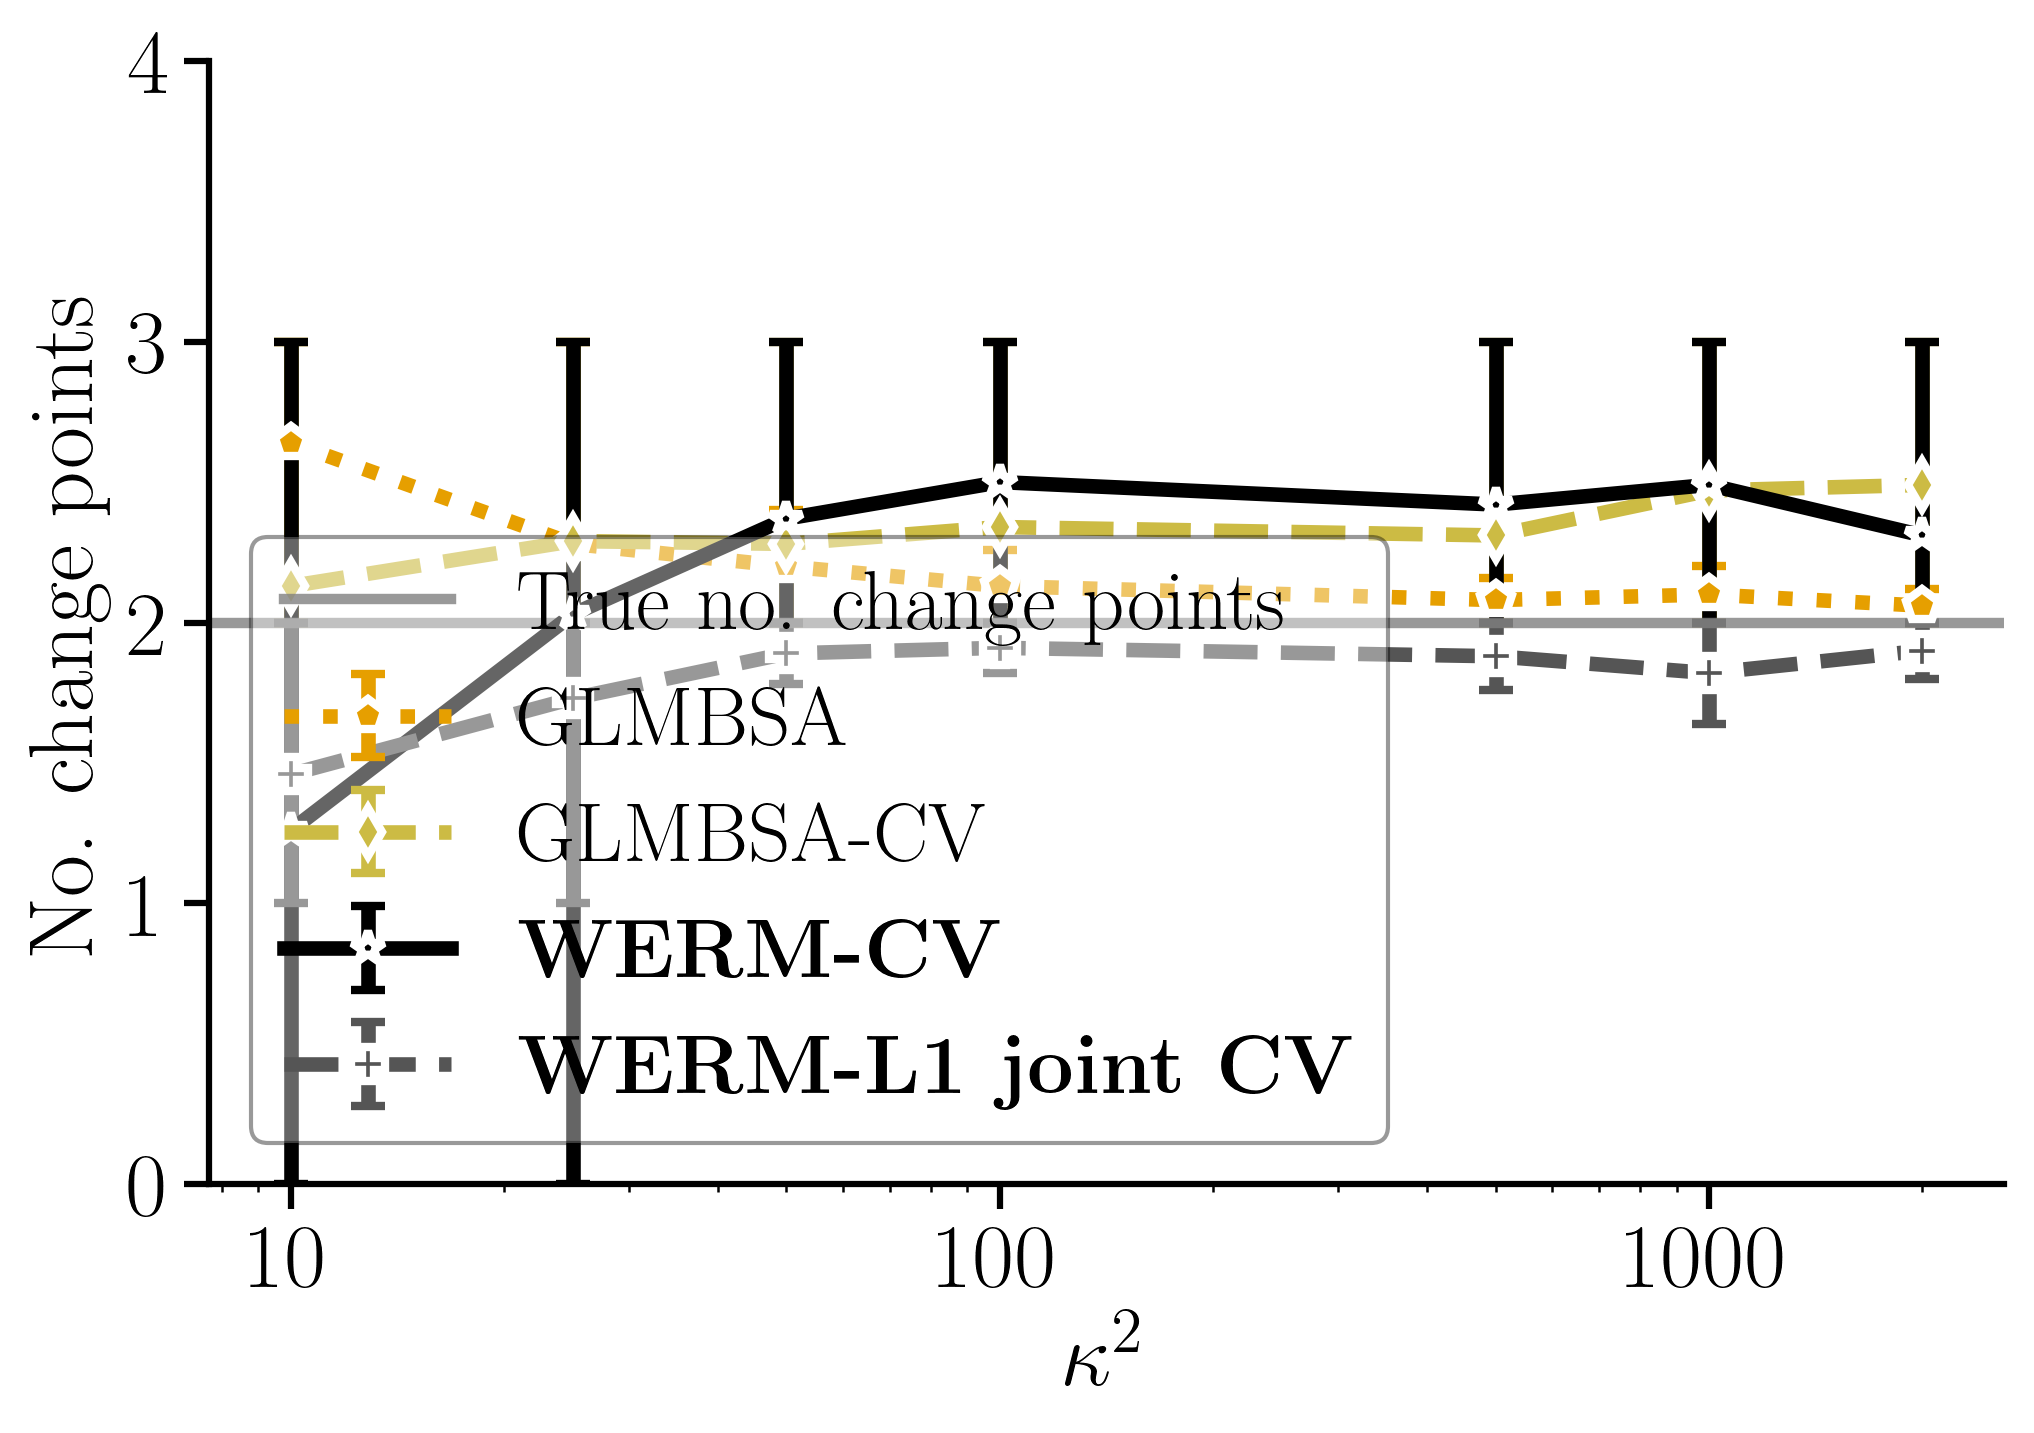 4
3
2
1
0
No. change points
True no. change points
GLMBSA
GLMBSA-CV
WERM-CV
WERM-L1 joint CV
10 100 1000
κ²